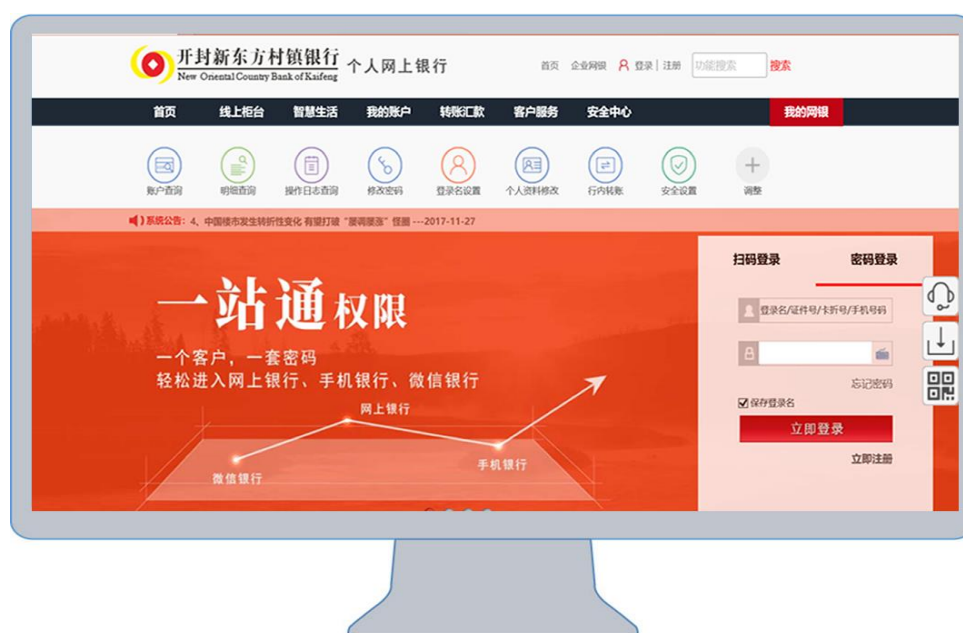 开封新东方村镇银行
New Oriental Country Bank of Kaifeng
个人网上银行
首页 企业网银 登录 | 注册 功能搜索 搜索
首页 线上柜台 智慧生活 我的账户 转账汇款 客户服务 安全中心 我的网银
账户查询 明细查询 操作日志查询 修改密码 登录名设置 个人资料修改 行内转账 安全设置 调整
系统公告: 4、中国楼市发生转折性变化 有望打破“屡调屡涨”怪圈 ---2017-11-27
扫码登录 密码登录
一站通权限
登录名/证件号/卡折号/手机号码
一个客户，一套密码
轻松进入网上银行、手机银行、微信银行
忘记密码
保存登录名
网上银行
立即登录
手机银行
立即注册
微信银行